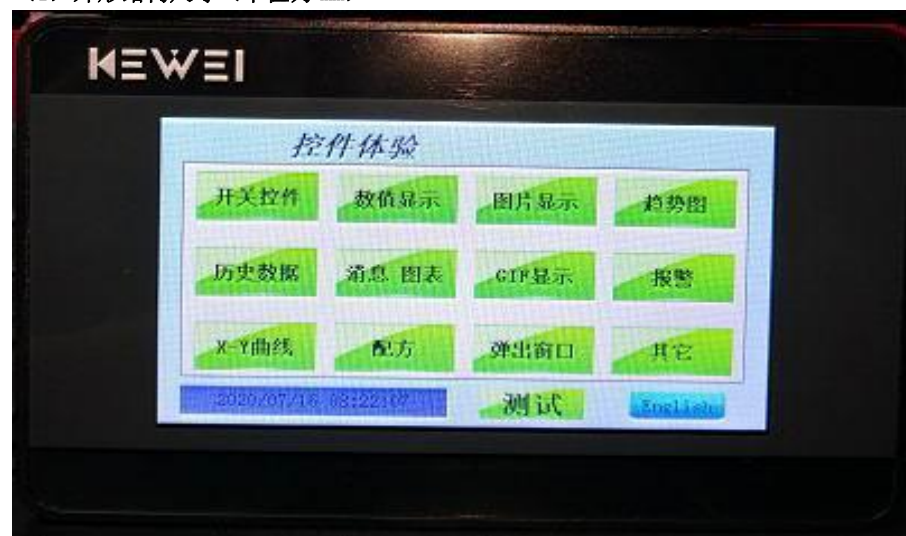 KEWEI
控件体验
开关控件 数值显示 图片显示 趋势图
历史数据 消息 图表 GIF显示 报警
X-Y曲线 配方 弹出窗口 其它
2020/07/16 测试 English